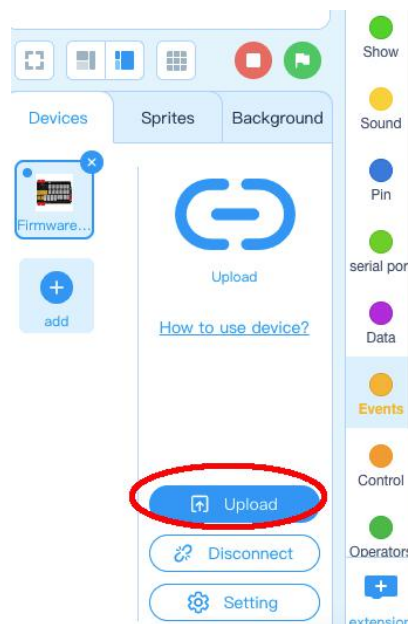 Devices
Sprites
Background
Firmware...
add
Upload
How to use device?
Upload
Disconnect
Setting
Show
Sound
Pin
serial por
Data
Events
Control
Operators
extension